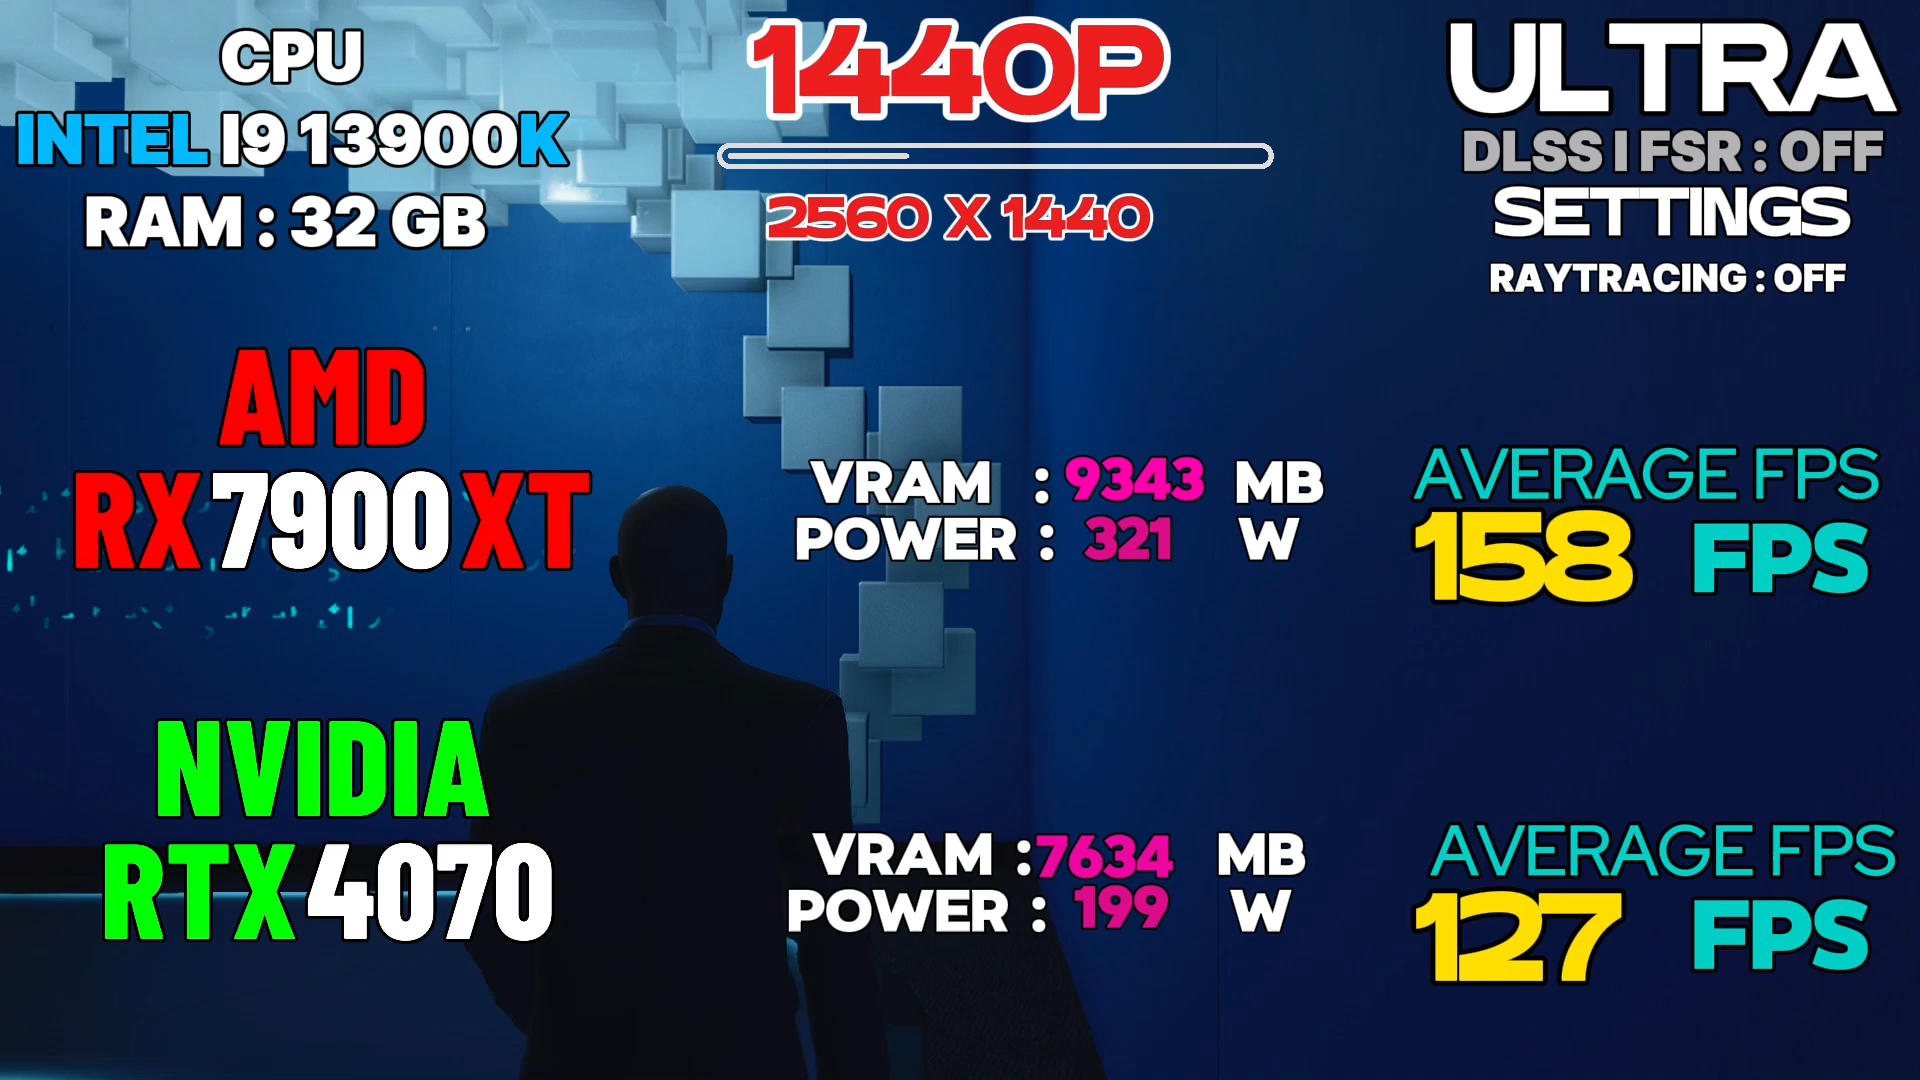 CPU
INTEL I9 13900K
RAM : 32 GB
1440P
2560 X 1440
ULTRA
DLSS I FSR : OFF
SETTINGS
RAYTRACING : OFF
AMD
RX 7900 XT
VRAM : 9343 MB
POWER : 321 W
AVERAGE FPS
158 FPS
NVIDIA
RTX 4070
VRAM : 7634 MB
POWER : 199 W
AVERAGE FPS
127 FPS